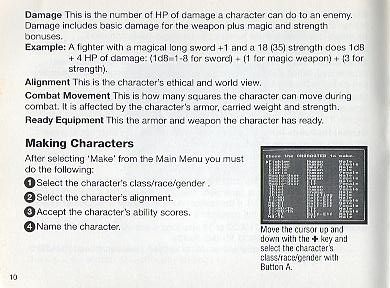 Damage This is the number of HP of damage a character can do to an enemy.
Damage includes basic damage for the weapon plus magic and strength
bonuses.
Example: A fighter with a magical long sword +1 and a 18 (35) strength does 1d8
+ 4 HP of damage: (1d8=1-8 for sword) + (1 for magic weapon) + (3 for
strength).
Alignment This is the character's ethical and world view.
Combat Movement This is how many squares the character can move during
combat. It is affected by the character's armor, carried weight and strength.
Ready Equipment This the armor and weapon the character has ready.
Making Characters
After selecting 'Make' from the Main Menu you must
do the following:
1 Select the character's class/race/gender .
2 Select the character's alignment.
3 Accept the character's ability scores.
4 Name the character.
Chose the CHARACTER to make.
Move the cursor up and
down with the + key and
select the character's
class/race/gender with
Button A.
10